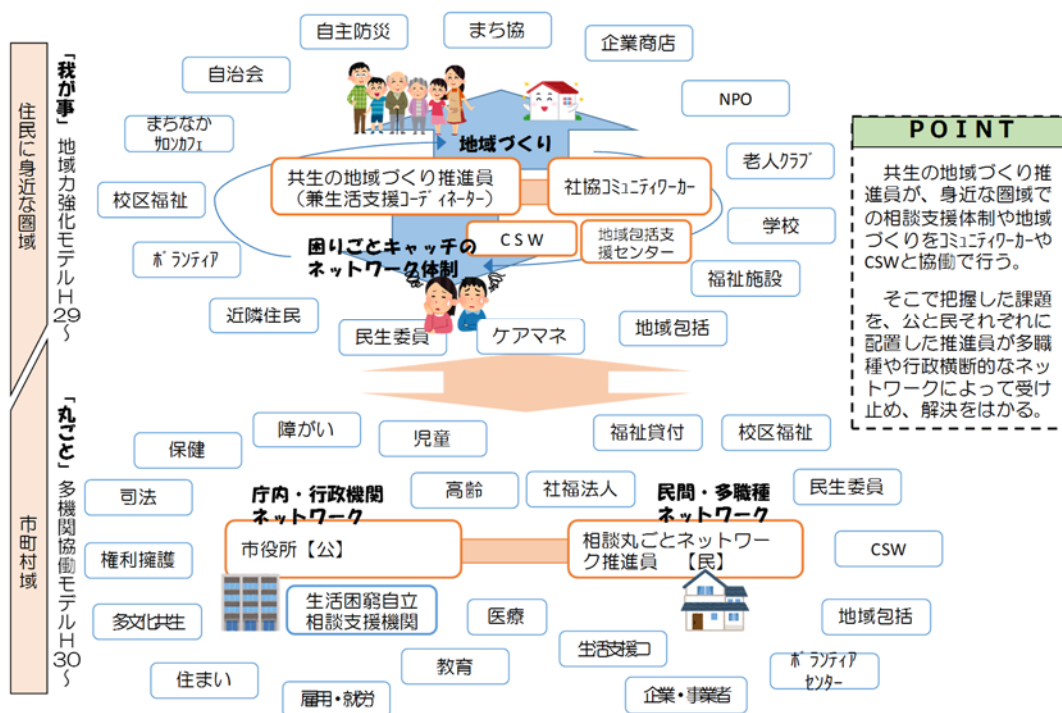 住民に身近な圏域
「我が事」地域力強化モデルH29~
自主防災
まち協
企業商店
自治会
NPO
まちなか
サロンカフェ
地域づくり
老人クラブ
校区福祉
共生の地域づくり推進員
(兼生活支援コーディネーター)
社協コミュニティワーカー
学校
ボランティア
困りごとキャッチの
ネットワーク体制
CSW
地域包括支
援センター
福祉施設
近隣住民
民生委員
ケアマネ
地域包括
POINT
共生の地域づくり推
進員が、身近な圏域で
の相談支援体制や地域
づくりをコミュニティワーカーや
CSWと協働で行う。
そこで把握した課題
を、公と民それぞれに
配置した推進員が多職
種や行政横断的なネッ
トワークによって受け
止め、解決をはかる。
市町村域
「丸ごと」多機関協働モデルH30~
保健
障がい
児童
福祉貸付
校区福祉
司法
庁内・行政機関
ネットワーク
高齢
社福法人
民間・多職種
ネットワーク
民生委員
権利擁護
市役所【公】
相談丸ごとネットワー
ク推進員 【民】
CSW
多文化共生
生活困窮自立
相談支援機関
医療
地域包括
住まい
教育
生活支援コ
ボランティア
センター
雇用・就労
企業・事業者